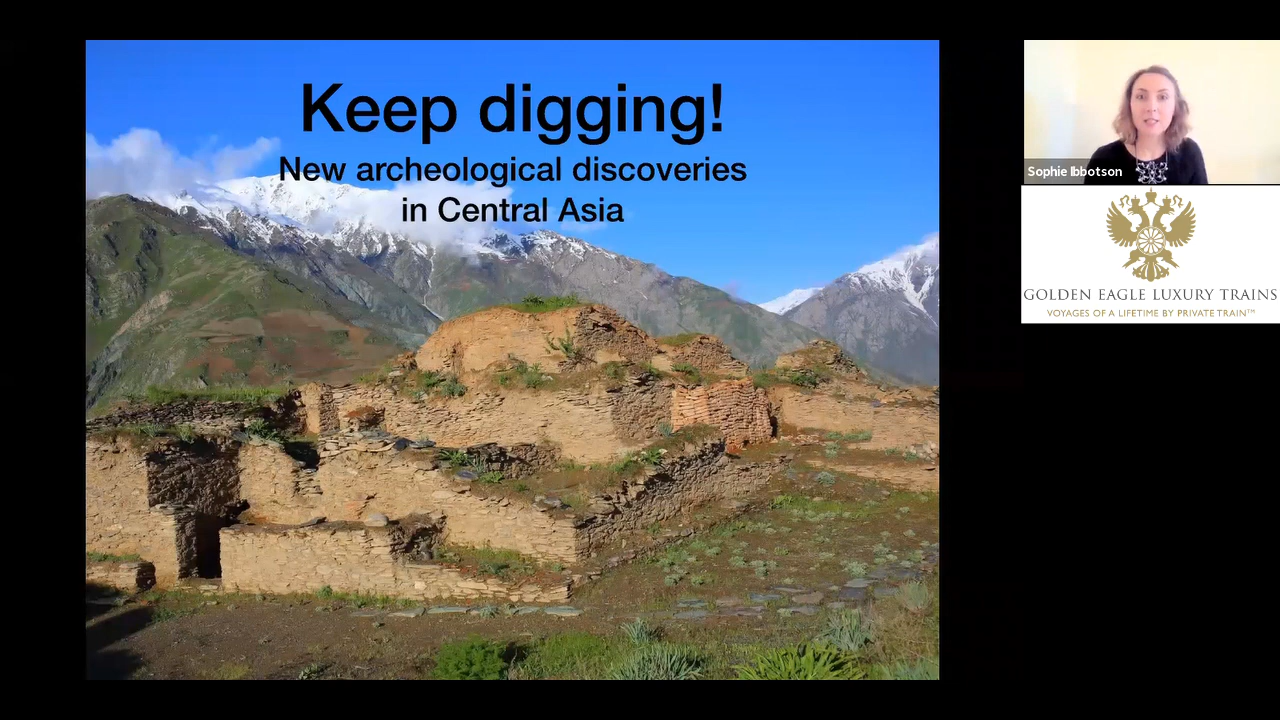 Keep digging!
New archeological discoveries
in Central Asia
Sophie Ibbotson
GOLDEN EAGLE LUXURY TRAINS
VOYAGES OF A LIFETIME BY PRIVATE TRAIN™